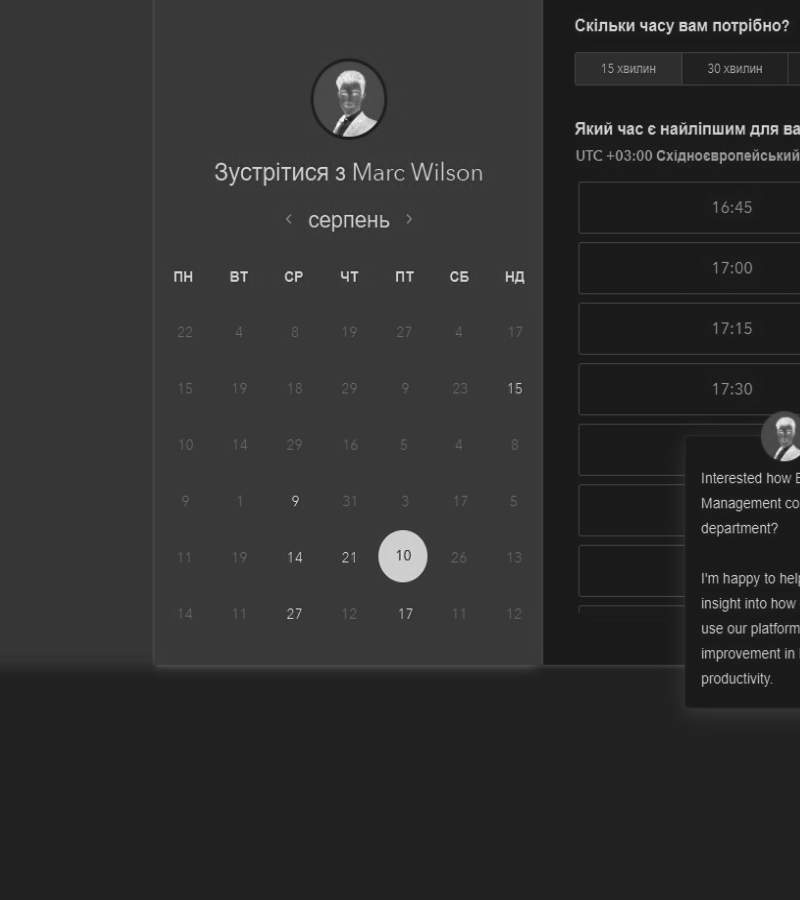 Зустрітися з Marc Wilson
‹ серпень ›
ПН ВТ СР ЧТ ПТ СБ НД
22 4 8 19 27 4 17
15 19 18 29 9 23 15
10 14 29 16 5 4 8
9 1 9 31 3 17 5
11 19 14 21 10 26 13
14 11 27 12 17 11 12
Скільки часу вам потрібно?
15 хвилин 30 хвилин
Який час є найліпшим для
UTC +03:00 Східноєвропейський
16:45
17:00
17:15
17:30
Interested how
Management
department?
I'm happy to
insight into how
use our platform
improvement in
productivity.